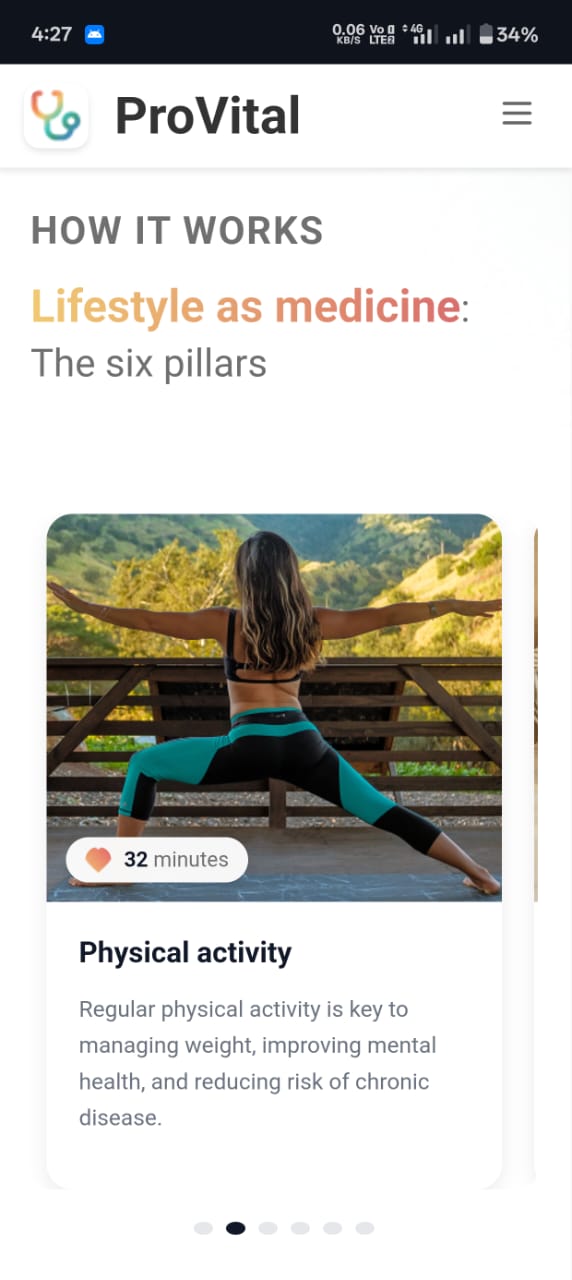 4:27 0.06 KB/S Vo LTE2 4G 34%
ProVital
HOW IT WORKS
Lifestyle as medicine:
The six pillars
32 minutes
Physical activity
Regular physical activity is key to
managing weight, improving mental
health, and reducing risk of chronic
disease.